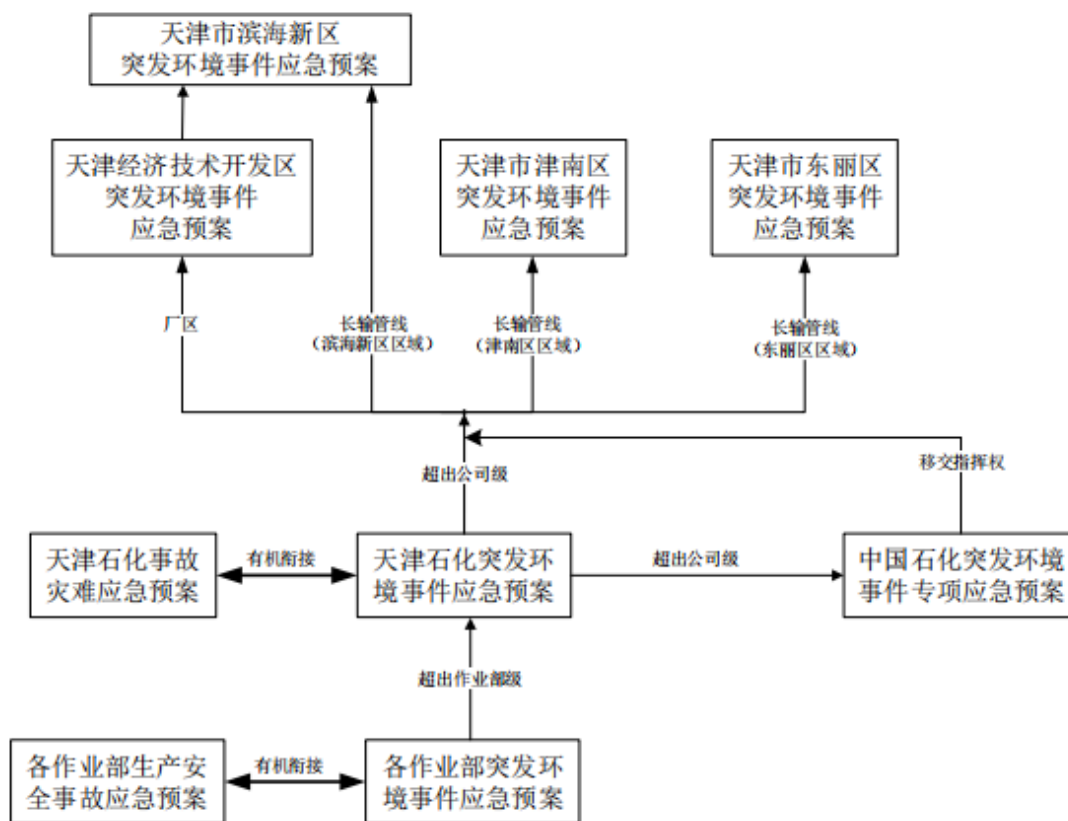 天津市滨海新区
突发环境事件应急预案
天津经济技术开发区
突发环境事件
应急预案
天津市津南区
突发环境事件
应急预案
天津市东丽区
突发环境事件
应急预案
厂区
长输管线
（滨海新区区域）
长输管线
（津南区区域）
长输管线
（东丽区区域）
超出公司级
移交指挥权
天津石化事故
灾难应急预案
有机衔接
天津石化突发环
境事件应急预案
超出公司级
中国石化突发环境
事件专项应急预案
超出作业部级
各作业部生产安
全事故应急预案
有机衔接
各作业部突发环
境事件应急预案